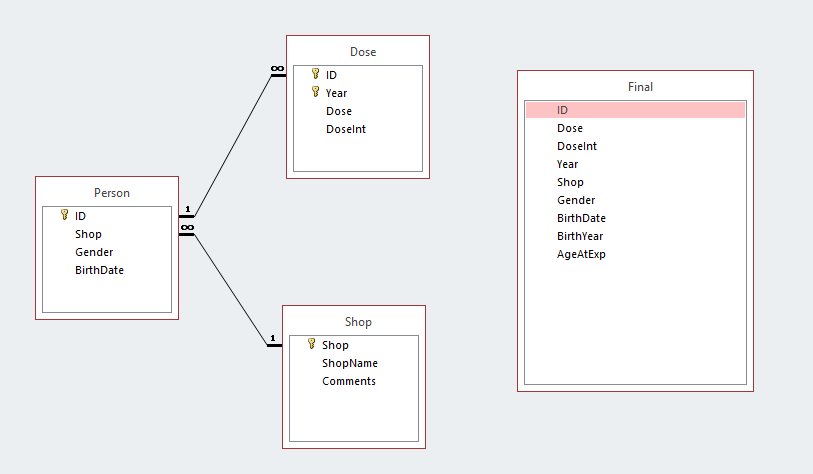 Dose
ID
Year
Dose
DoseInt
∞
Person
ID
Shop
Gender
BirthDate
1
∞
Shop
Shop
ShopName
Comments
1
Final
ID
Dose
DoseInt
Year
Shop
Gender
BirthDate
BirthYear
AgeAtExp